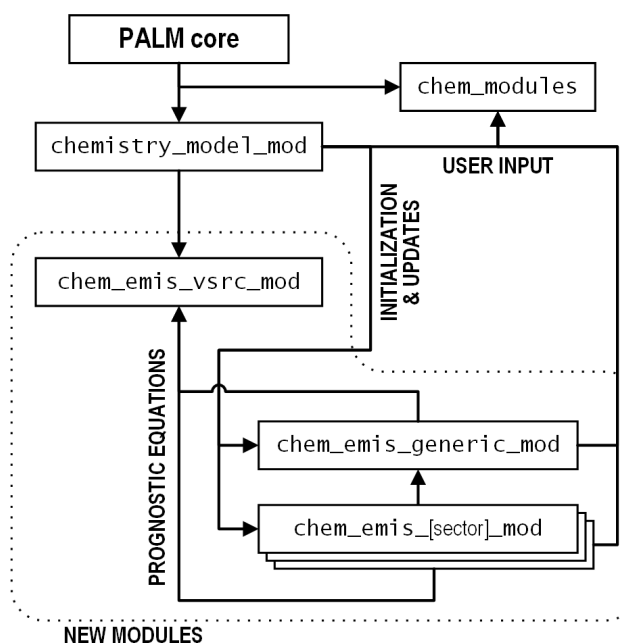 PALM core
chem_modules
chemistry_model_mod
USER INPUT
INITIALIZATION
& UPDATES
chem_emis_vsrc_mod
PROGNOSTIC EQUATIONS
chem_emis_generic_mod
chem_emis_[sector]_mod
NEW MODULES